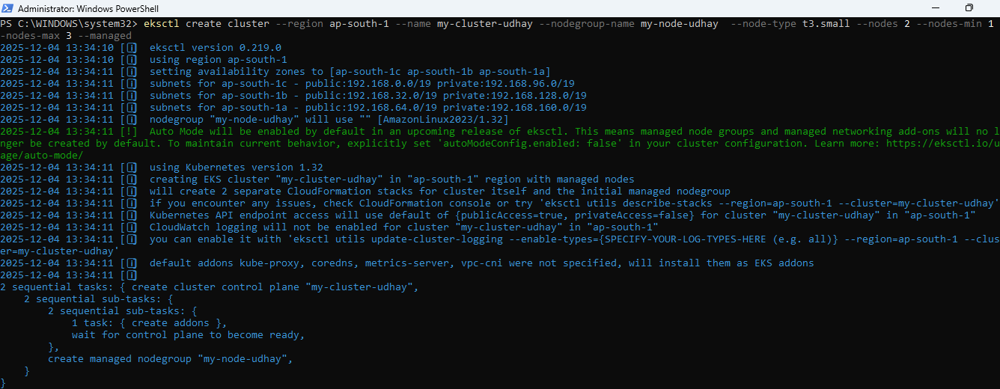 Administrator: Windows PowerShell
PS C:\WINDOWS\system32> eksctl create cluster --region ap-south-1 --name my-cluster-udhay --nodegroup-name my-node-udhay  --node-type t3.small --nodes 2 --nodes-min 1
-nodes-max 3 --managed
2025-12-04 13:34:10 [ℹ]  eksctl version 0.219.0
2025-12-04 13:34:10 [ℹ]  using region ap-south-1
2025-12-04 13:34:11 [ℹ]  setting availability zones to [ap-south-1c ap-south-1b ap-south-1a]
2025-12-04 13:34:11 [ℹ]  subnets for ap-south-1c - public:192.168.0.0/19 private:192.168.96.0/19
2025-12-04 13:34:11 [ℹ]  subnets for ap-south-1b - public:192.168.32.0/19 private:192.168.128.0/19
2025-12-04 13:34:11 [ℹ]  subnets for ap-south-1a - public:192.168.64.0/19 private:192.168.160.0/19
2025-12-04 13:34:11 [ℹ]  nodegroup "my-node-udhay" will use "" [AmazonLinux2023/1.32]
2025-12-04 13:34:11 [!]  Auto Mode will be enabled by default in an upcoming release of eksctl. This means managed node groups and managed networking add-ons will no l
nger be created by default. To maintain current behavior, explicitly set 'autoModeConfig.enabled: false' in your cluster configuration. Learn more: https://eksctl.io/u
age/auto-mode/
2025-12-04 13:34:11 [ℹ]  using Kubernetes version 1.32
2025-12-04 13:34:11 [ℹ]  creating EKS cluster "my-cluster-udhay" in "ap-south-1" region with managed nodes
2025-12-04 13:34:11 [ℹ]  will create 2 separate CloudFormation stacks for cluster itself and the initial managed nodegroup
2025-12-04 13:34:11 [ℹ]  if you encounter any issues, check CloudFormation console or try 'eksctl utils describe-stacks --region=ap-south-1 --cluster=my-cluster-udhay'
2025-12-04 13:34:11 [ℹ]  Kubernetes API endpoint access will use default of {publicAccess=true, privateAccess=false} for cluster "my-cluster-udhay" in "ap-south-1"
2025-12-04 13:34:11 [ℹ]  CloudWatch logging will not be enabled for cluster "my-cluster-udhay" in "ap-south-1"
2025-12-04 13:34:11 [ℹ]  you can enable it with 'eksctl utils update-cluster-logging --enable-types={SPECIFY-YOUR-LOG-TYPES-HERE (e.g. all)} --region=ap-south-1 --clus
er=my-cluster-udhay'
2025-12-04 13:34:11 [ℹ]  default addons kube-proxy, coredns, metrics-server, vpc-cni were not specified, will install them as EKS addons
2025-12-04 13:34:11 [ℹ]
2 sequential tasks: { create cluster control plane "my-cluster-udhay",
    2 sequential sub-tasks: {
        2 sequential sub-tasks: {
            1 task: { create addons },
            wait for control plane to become ready,
        },
        create managed nodegroup "my-node-udhay",
    }
}